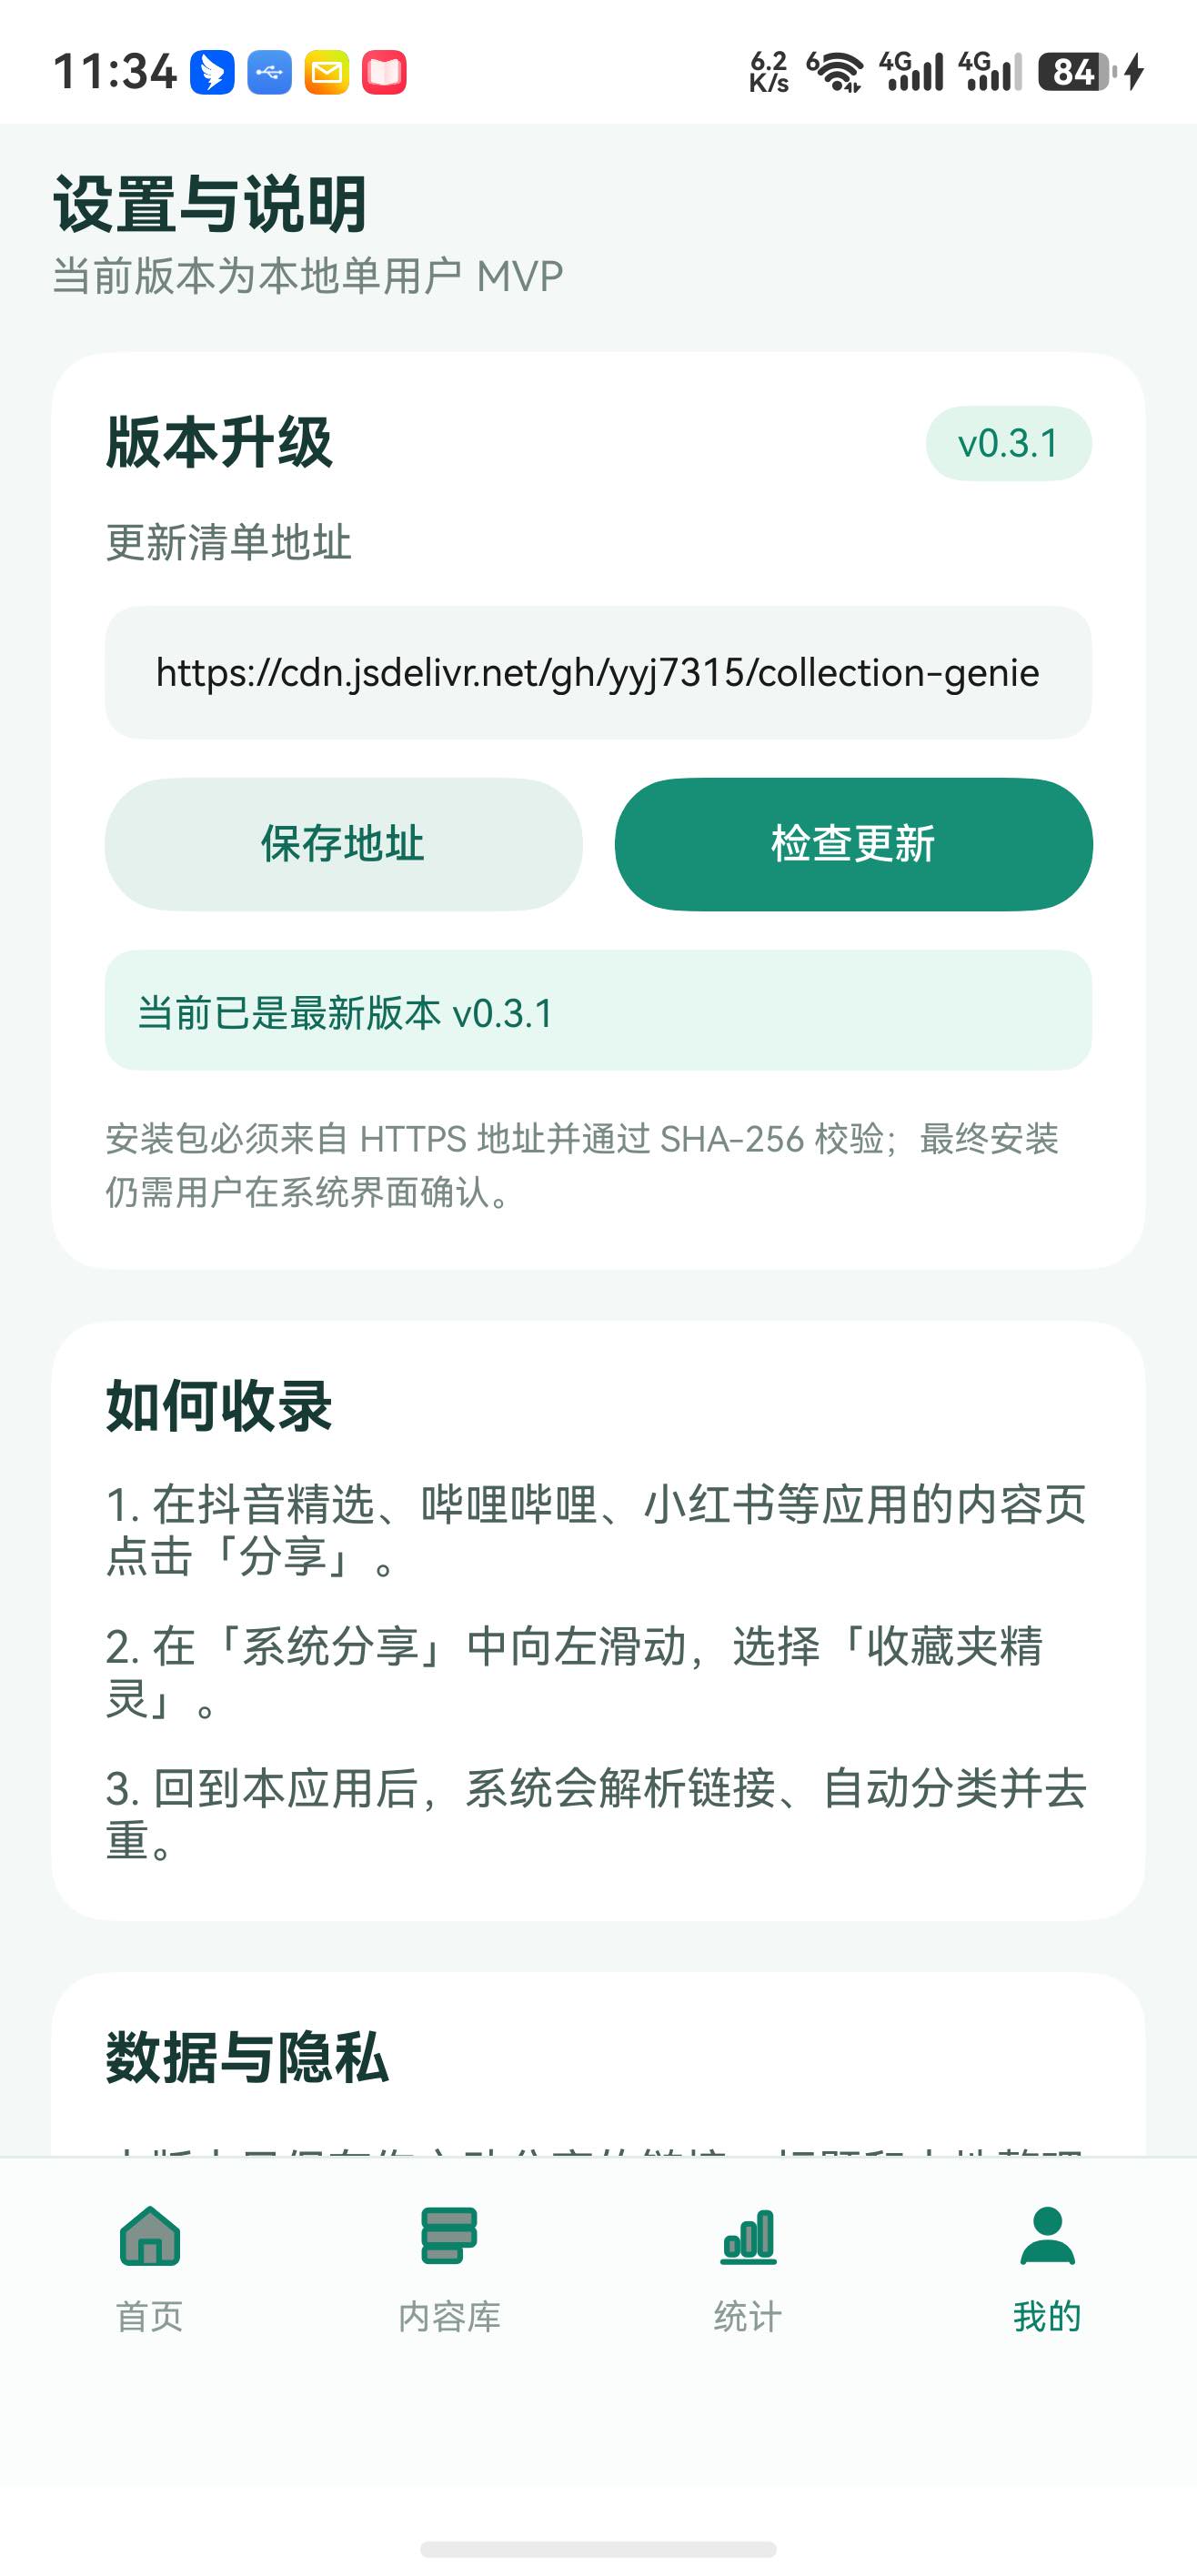 11:34
6.2 K/s
6
4G
4G
84
设置与说明
当前版本为本地单用户 MVP
版本升级
v0.3.1
更新清单地址
https://cdn.jsdelivr.net/gh/yyj7315/collection-genie
保存地址
检查更新
当前已是最新版本 v0.3.1
安装包必须来自 HTTPS 地址并通过 SHA-256 校验；最终安装
仍需用户在系统界面确认。
如何收录
1. 在抖音精选、哔哩哔哩、小红书等应用的内容页
点击「分享」。
2. 在「系统分享」中向左滑动，选择「收藏夹精
灵」。
3. 回到本应用后，系统会解析链接、自动分类并去
重。
数据与隐私
首页
内容库
统计
我的